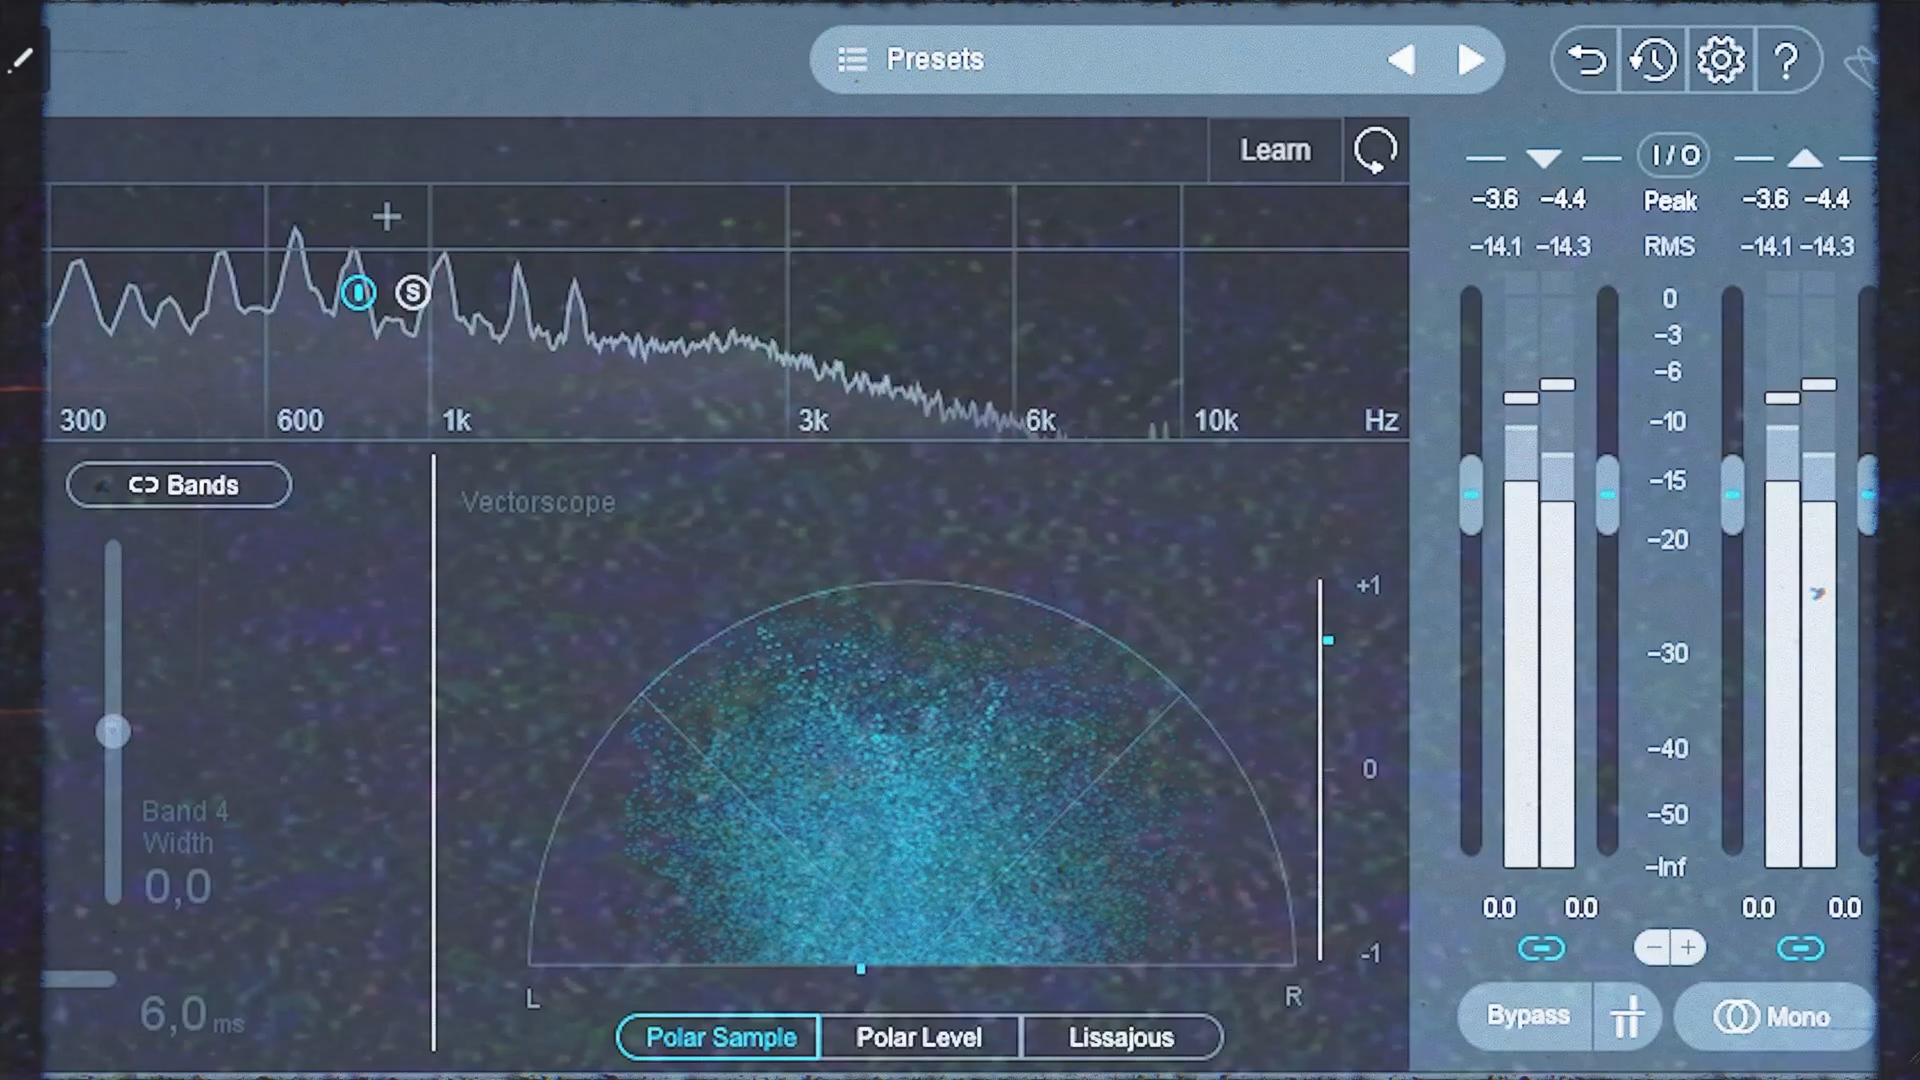 Presets
?
Learn
I/O
-3.6 -4.4 Peak -3.6 -4.4
-14.1 -14.3 RMS -14.1 -14.3
S
300 600 1k 3k 6k 10k Hz
0
-3
-6
-10
-15
-20
-30
-40
-50
-Inf
Bands
Vectorscope
+1
0
-1
Band 4
Width
0,0
6,0 ms
L R
Polar Sample Polar Level Lissajous
0.0 0.0 0.0 0.0
Bypass Mono